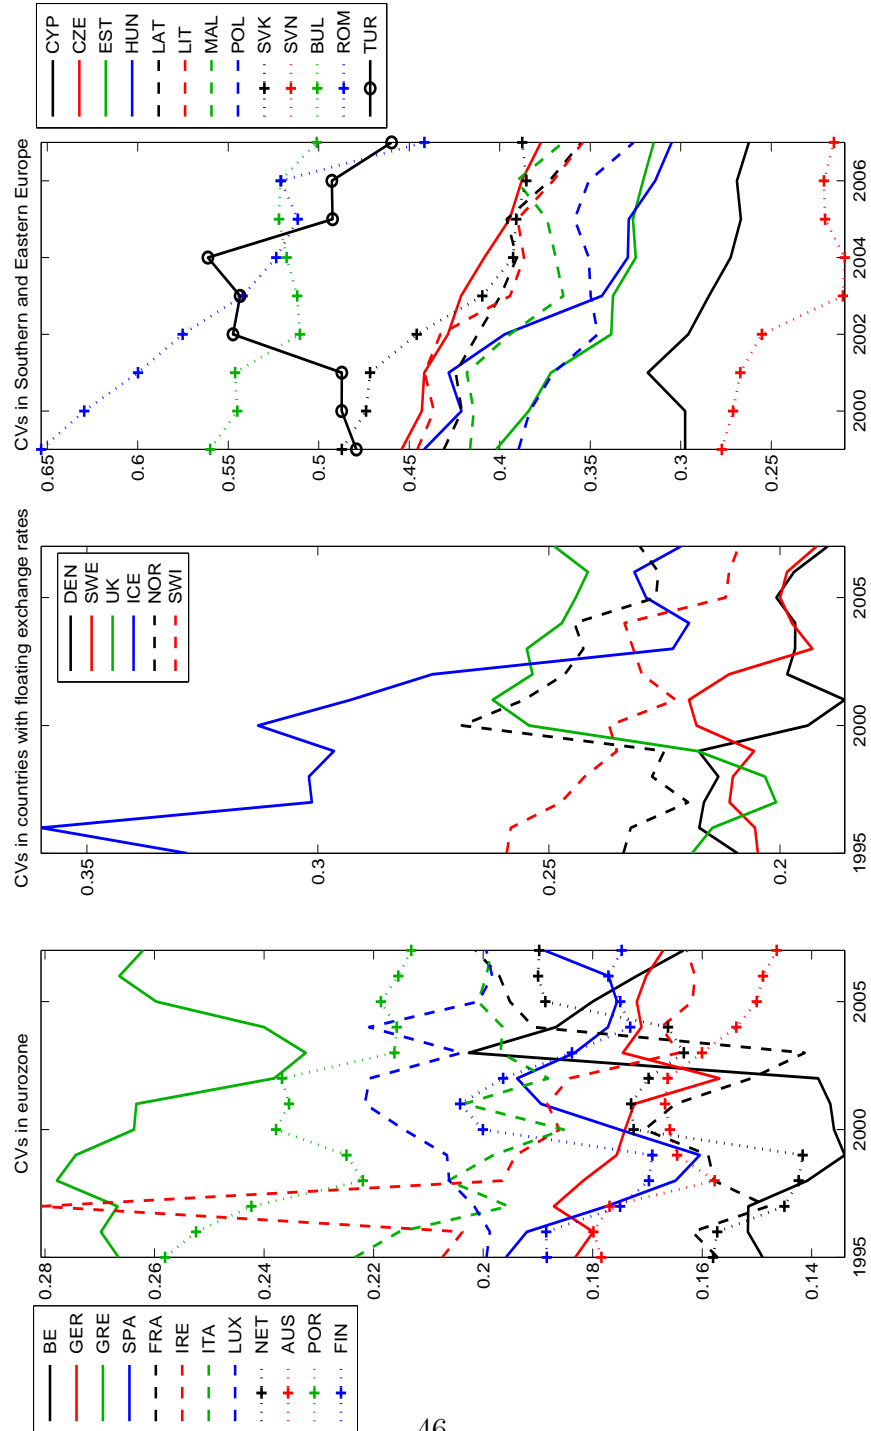 CVs in eurozone
0.28
0.26
0.24
0.22
0.2
0.18
0.16
0.14
1995
2000
2005
BE
GER
GRE
SPA
FRA
IRE
ITA
LUX
NET
AUS
POR
FIN
CVs in countries with floating exchange rates
0.35
0.3
0.25
0.2
1995
2000
2005
DEN
SWE
UK
ICE
NOR
SWI
CVs in Southern and Eastern Europe
0.65
0.6
0.55
0.5
0.45
0.4
0.35
0.3
0.25
2000
2002
2004
2006
CYP
CZE
EST
HUN
LAT
LIT
MAL
POL
SVK
SVN
BUL
ROM
TUR
46